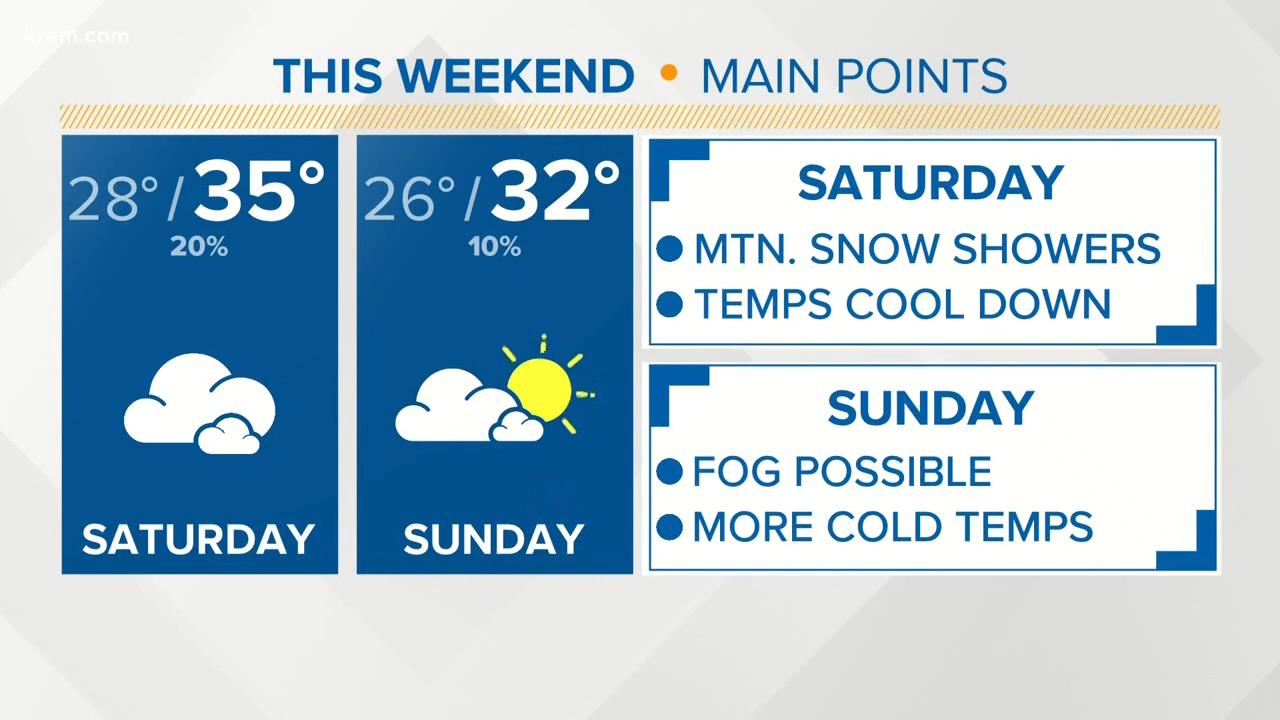 krem.com
THIS WEEKEND • MAIN POINTS
28°/35°
20%
SATURDAY
26°/32°
10%
SUNDAY
SATURDAY
● MTN. SNOW SHOWERS
● TEMPS COOL DOWN
SUNDAY
● FOG POSSIBLE
● MORE COLD TEMPS